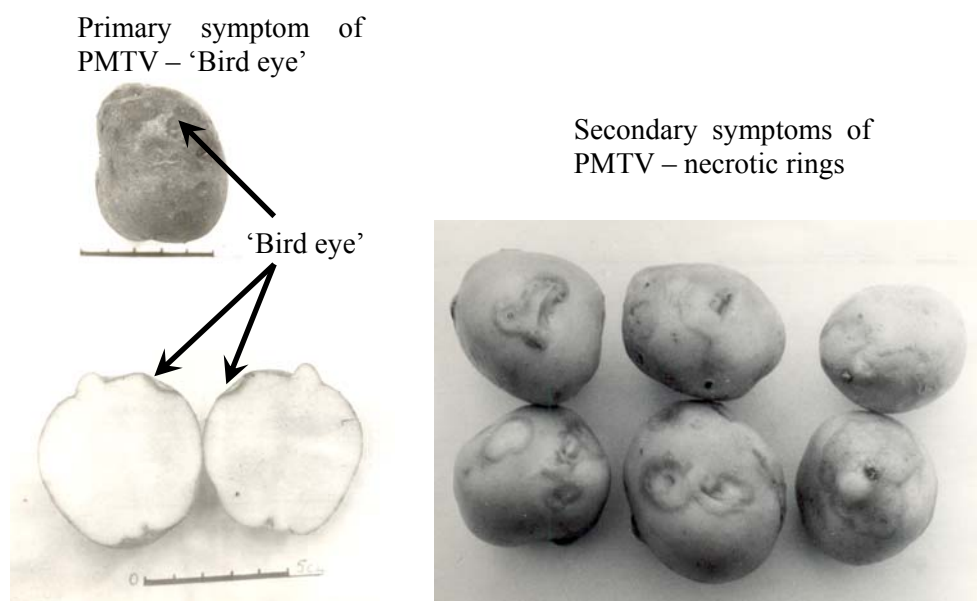 Primary symptom of
PMTV – ‘Bird eye’
Secondary symptoms of
PMTV – necrotic rings
‘Bird eye’
0 5cm